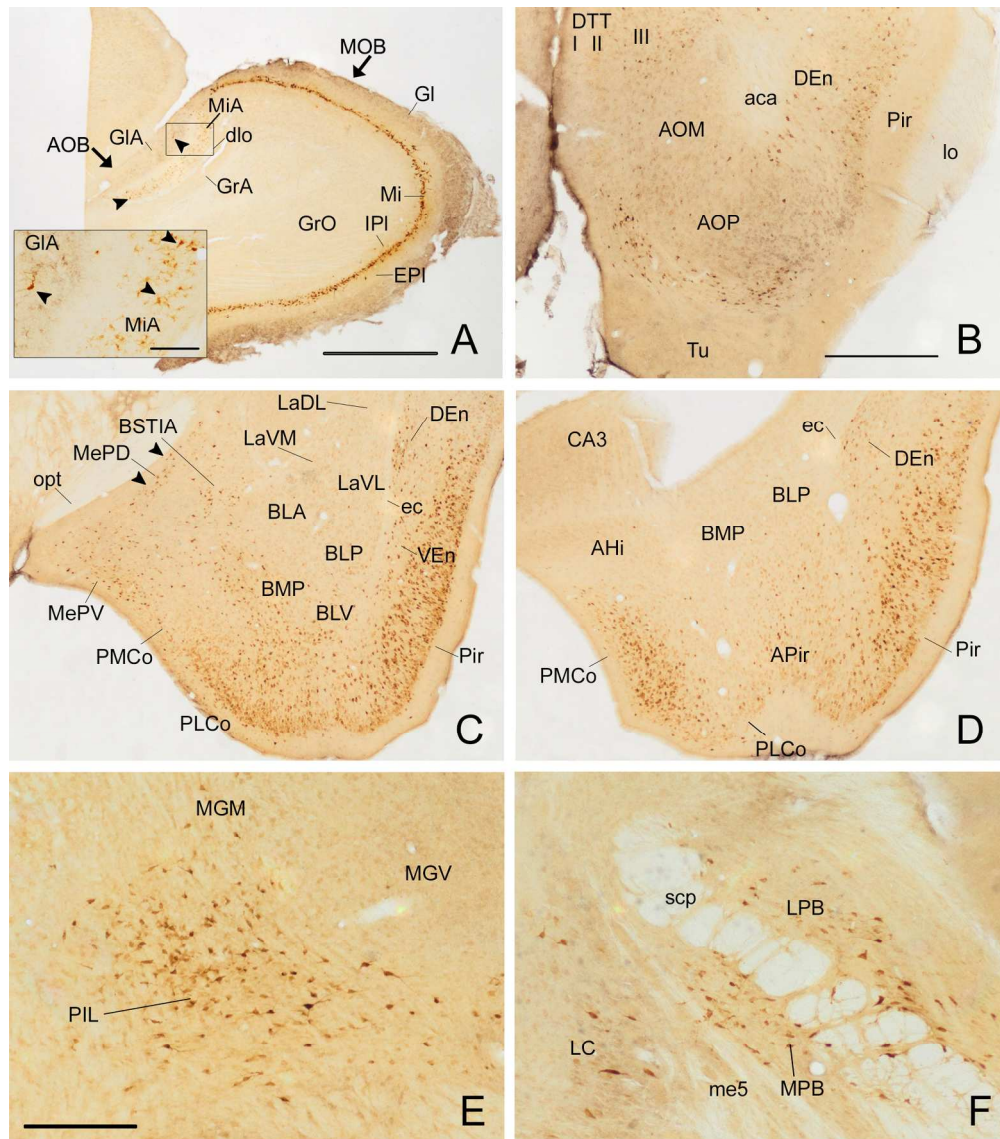 MOB
Gl
MiA
dlo
GlA
AOB
GrA
Mi
GrO
IPl
EPl
GlA
MiA
A
DTT
I II III
DEn
aca
Pir
AOM
lo
AOP
Tu
B
LaDL
DEn
BSTIA
LaVM
MePD
opt
LaVL
BLA
ec
BLP
VEn
BMP
MePV
BLV
PMCo
Pir
PLCo
C
ec
CA3
DEn
BLP
BMP
AHi
APir
Pir
PMCo
PLCo
D
MGM
MGV
PIL
E
scp
LPB
LC
me5
MPB
F